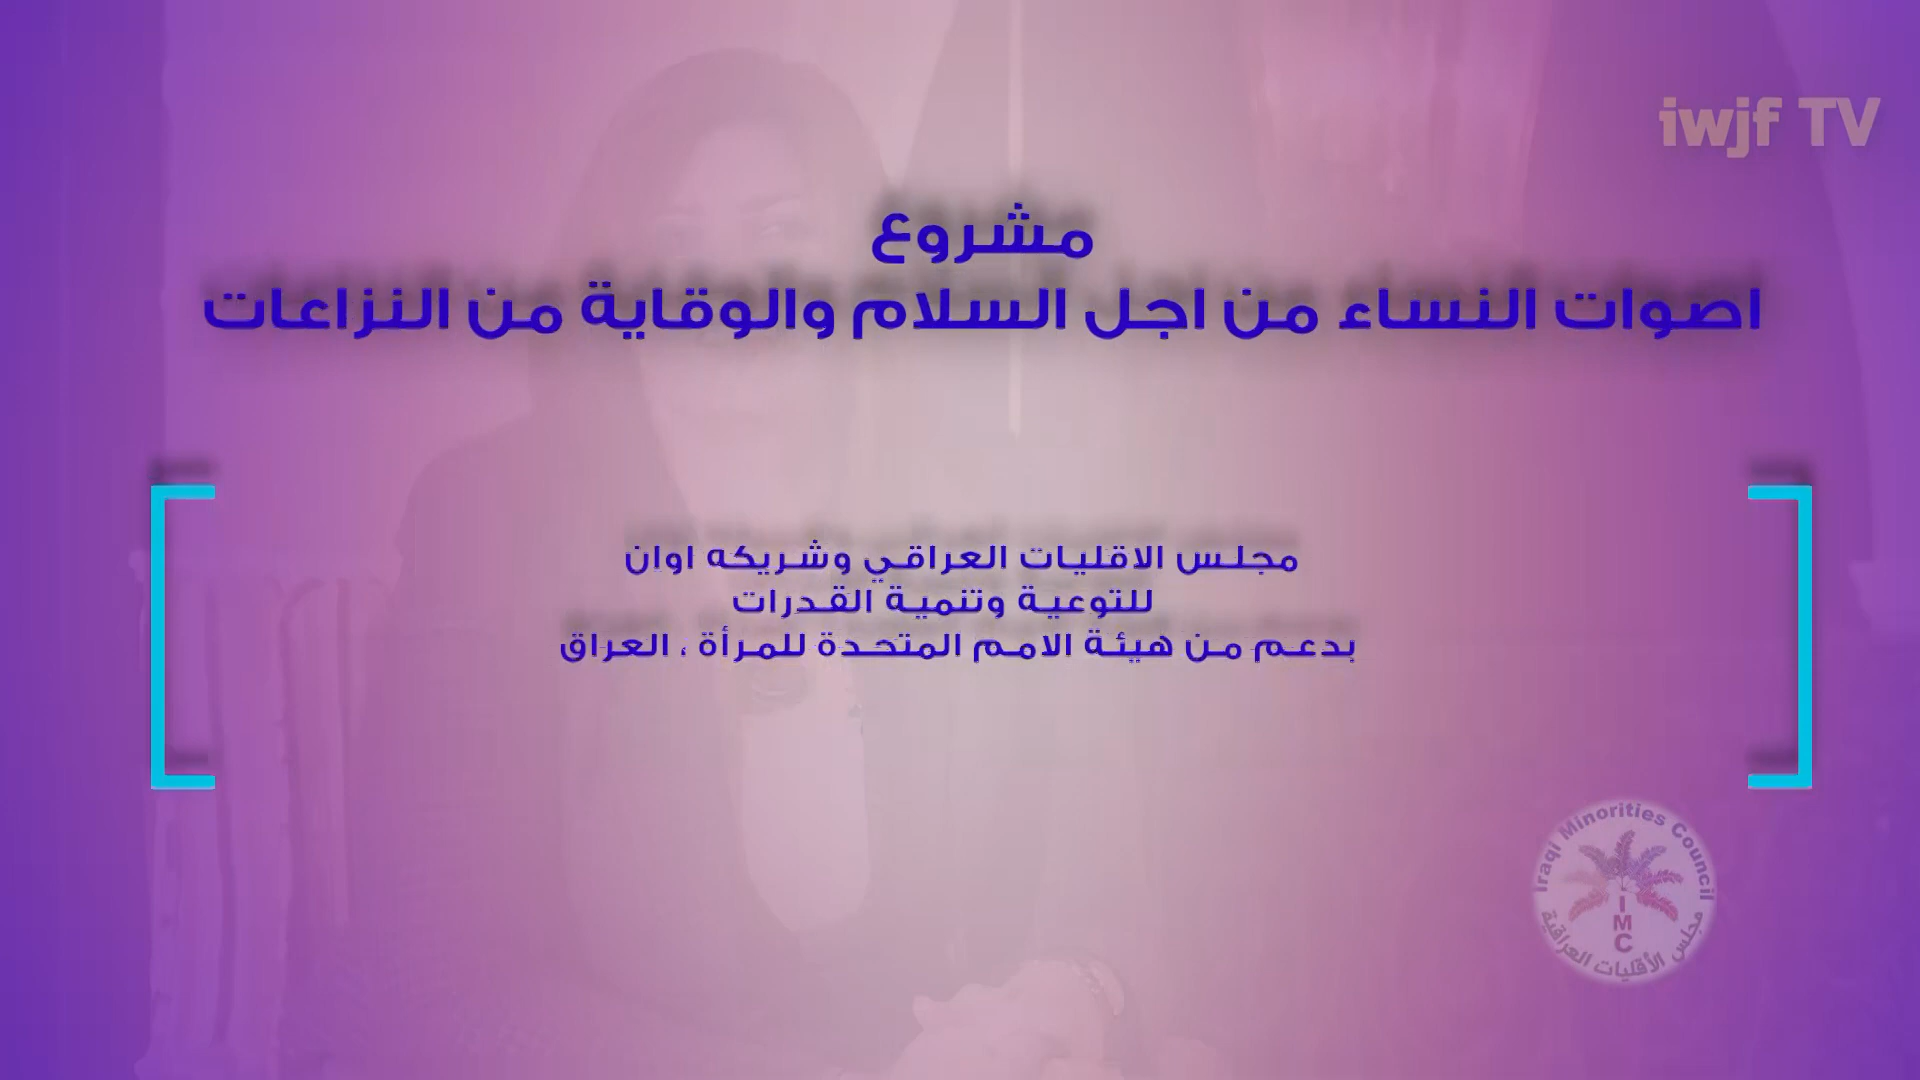 iwjf TV
مشروع
اصوات النساء من اجل السلام والوقاية من النزاعات
مجلس الاقليات العراقي وشريكه اوان
للتوعية وتنمية القدرات
بدعم من هيئة الامم المتحدة للمرأة ، العراق
Iraqi Minorities Council
IMC
مجلس الأقليات العراقية